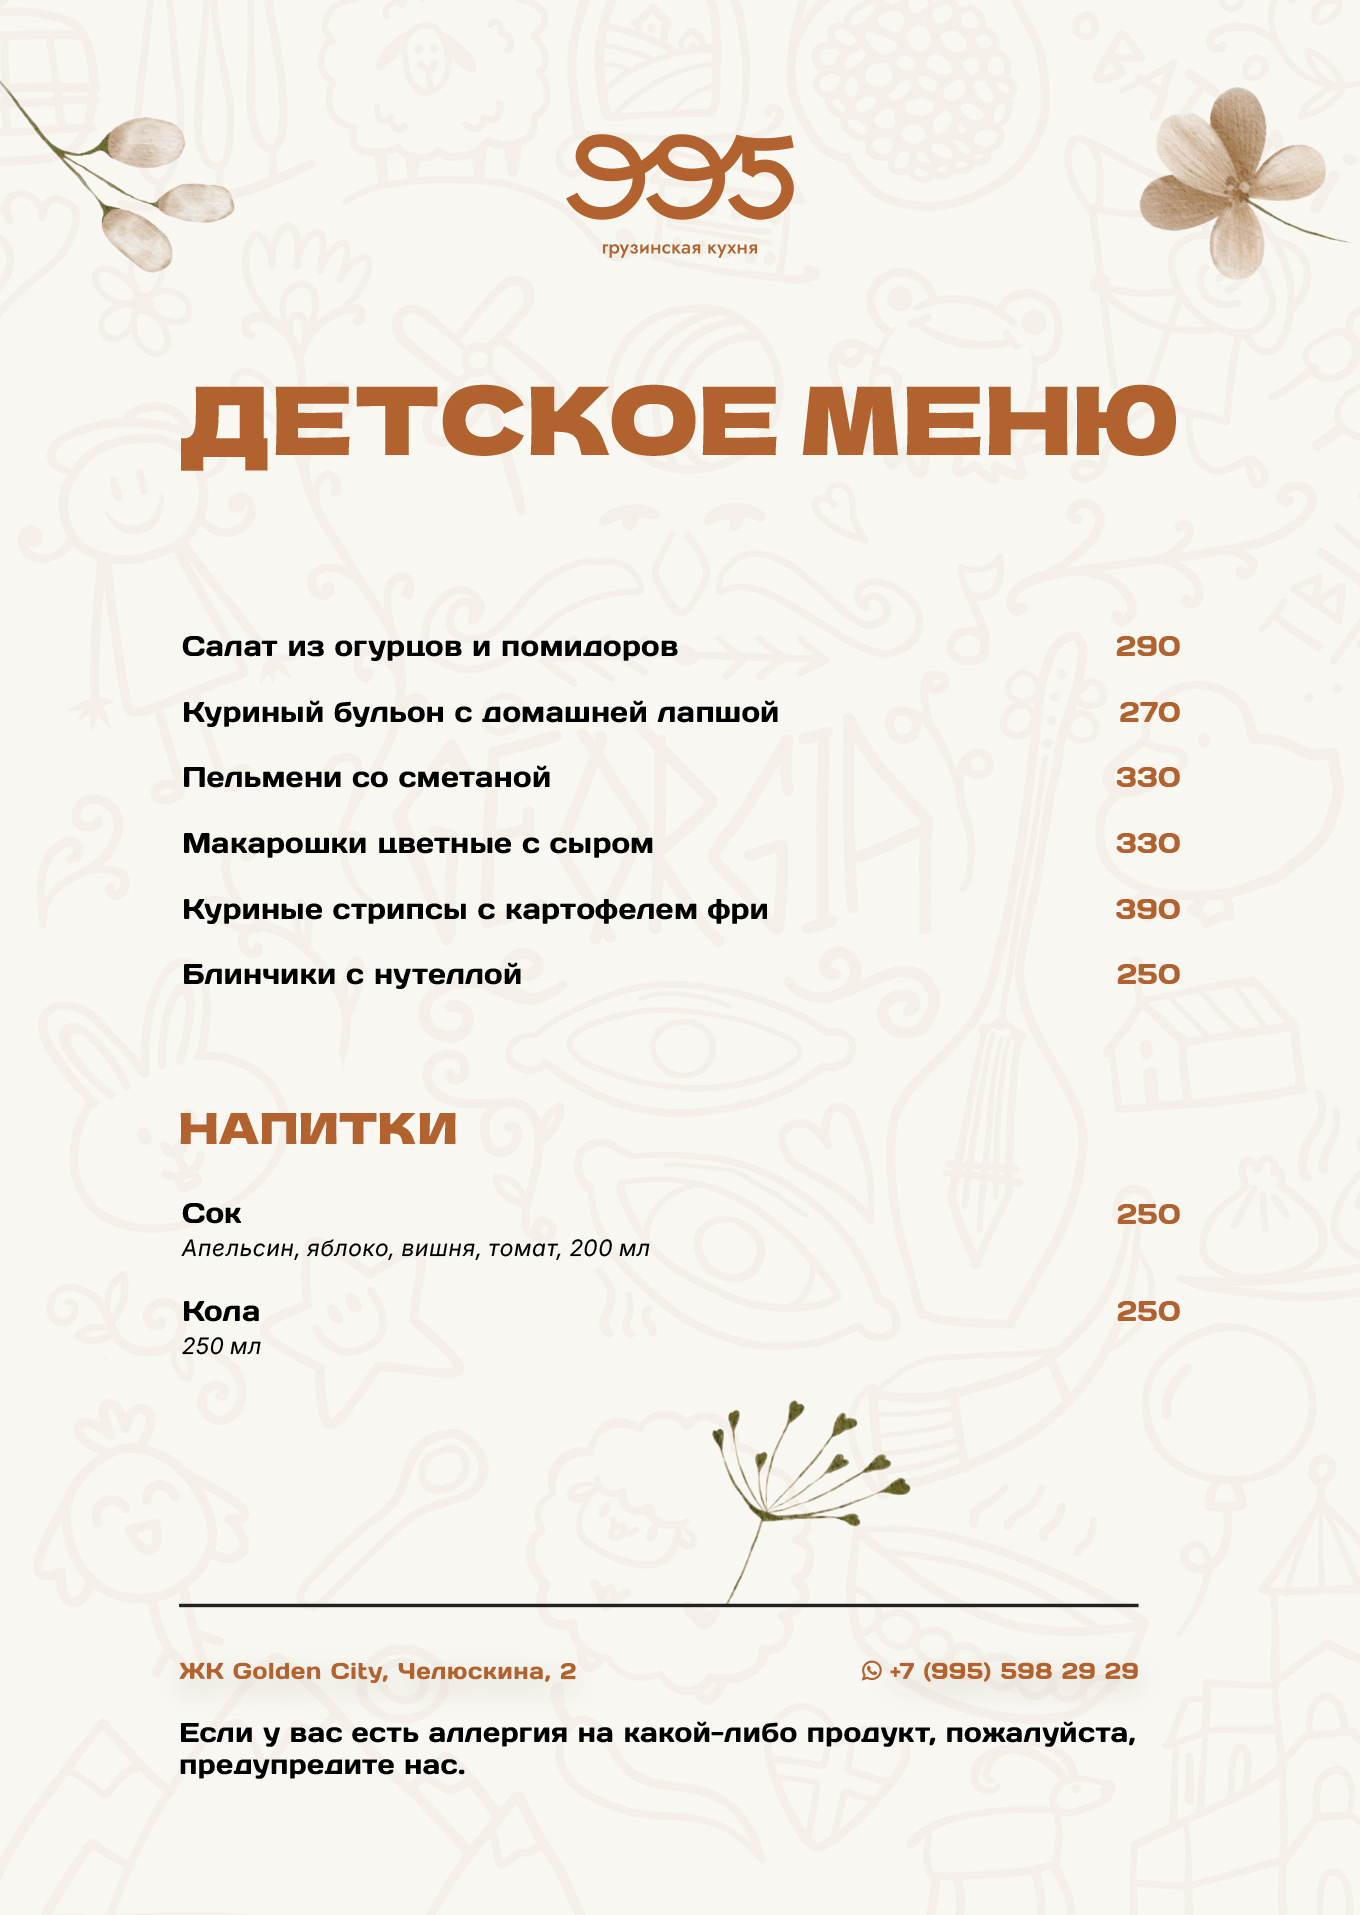 995
грузинская кухня
ДЕТСКОЕ МЕНЮ
Салат из огурцов и помидоров 290
Куриный бульон с домашней лапшой 270
Пельмени со сметаной 330
Макарошки цветные с сыром 330
Куриные стрипсы с картофелем фри 390
Блинчики с нутеллой 250
GEORGIA
НАПИТКИ
Сок 250
Апельсин, яблоко, вишня, томат, 200 мл
Кола 250
250 мл
ЖК Golden City, Челюскина, 2 +7 (995) 598 29 29
Если у вас есть аллергия на какой-либо продукт, пожалуйста,
предупредите нас.